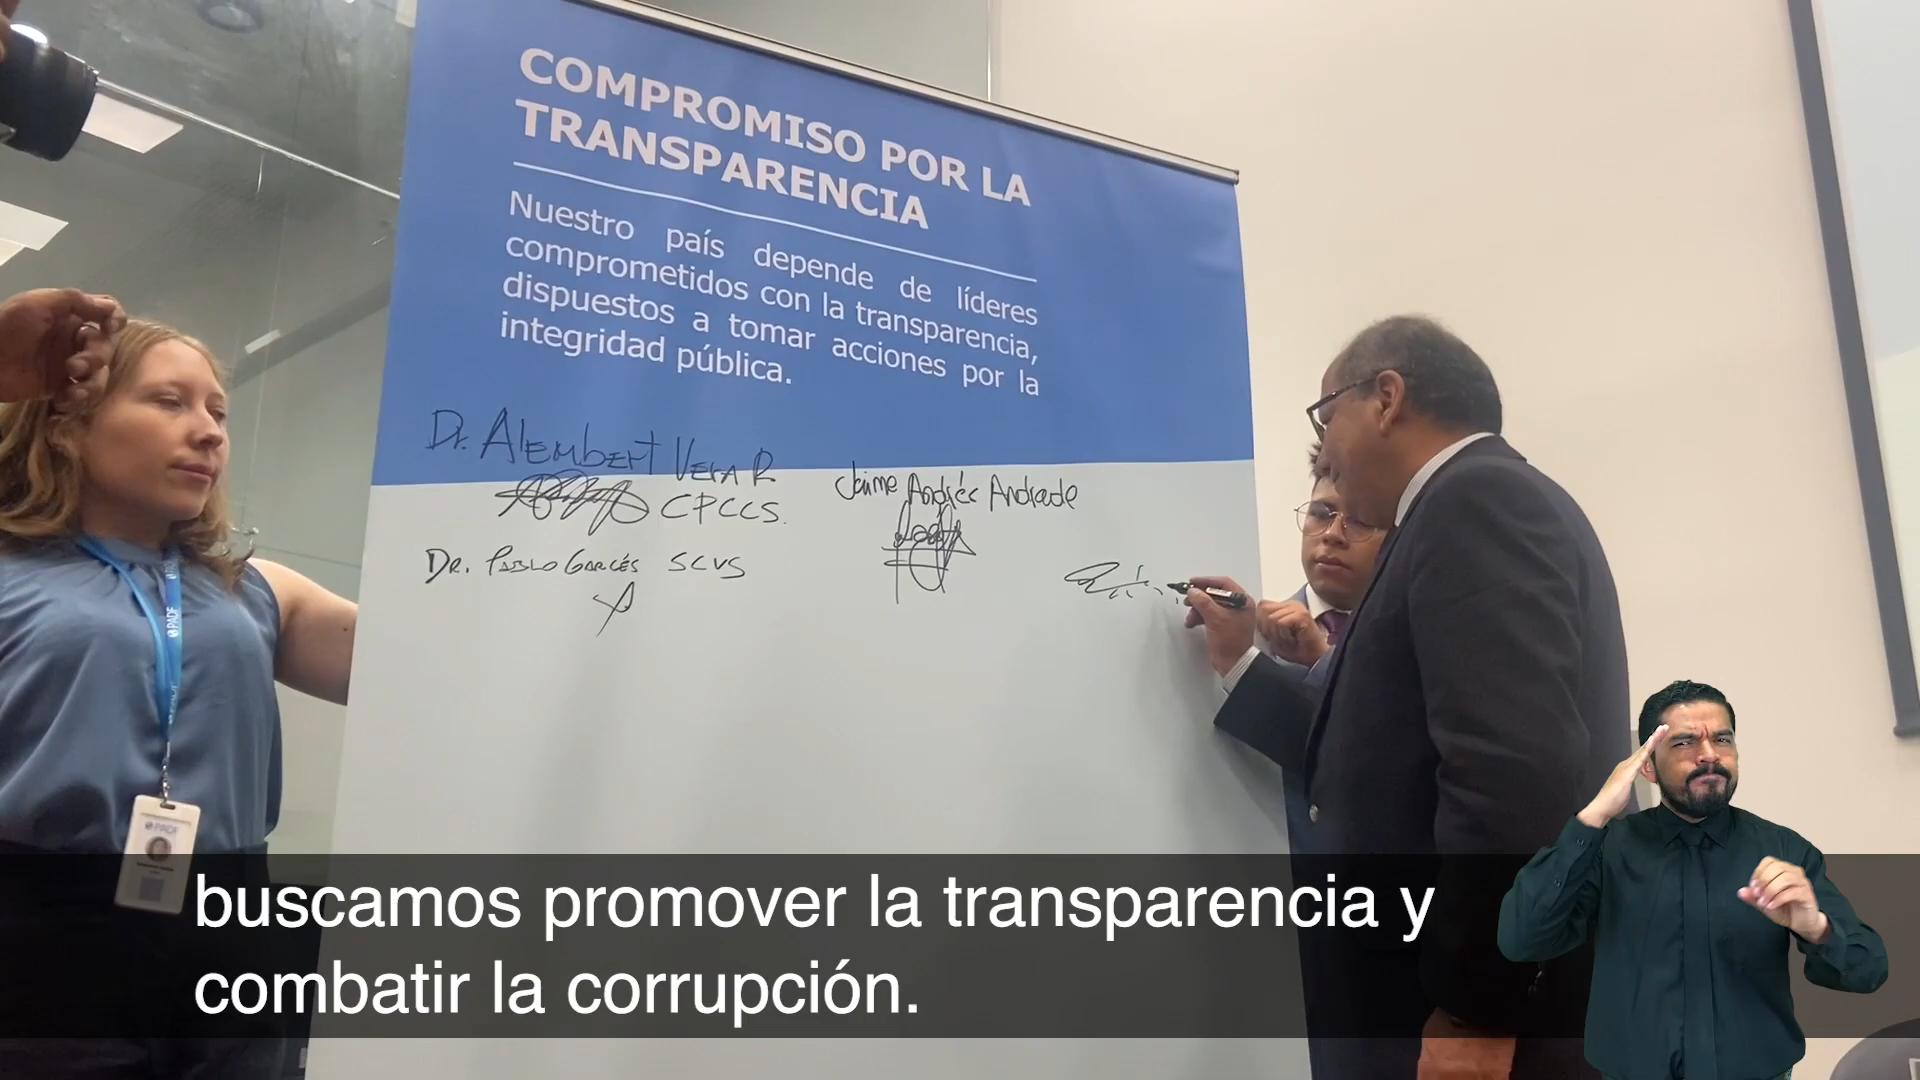 COMPROMISO POR LA
TRANSPARENCIA
Nuestro país depende de líderes
comprometidos con la transparencia,
dispuestos a tomar acciones por la
integridad pública.
Dr. Alembert Vera R
CPCCS.
Jaime Andrés Andrade
Dr. Pablo Garcés SCVS
PADF
PADF
buscamos promover la transparencia y
combatir la corrupción.